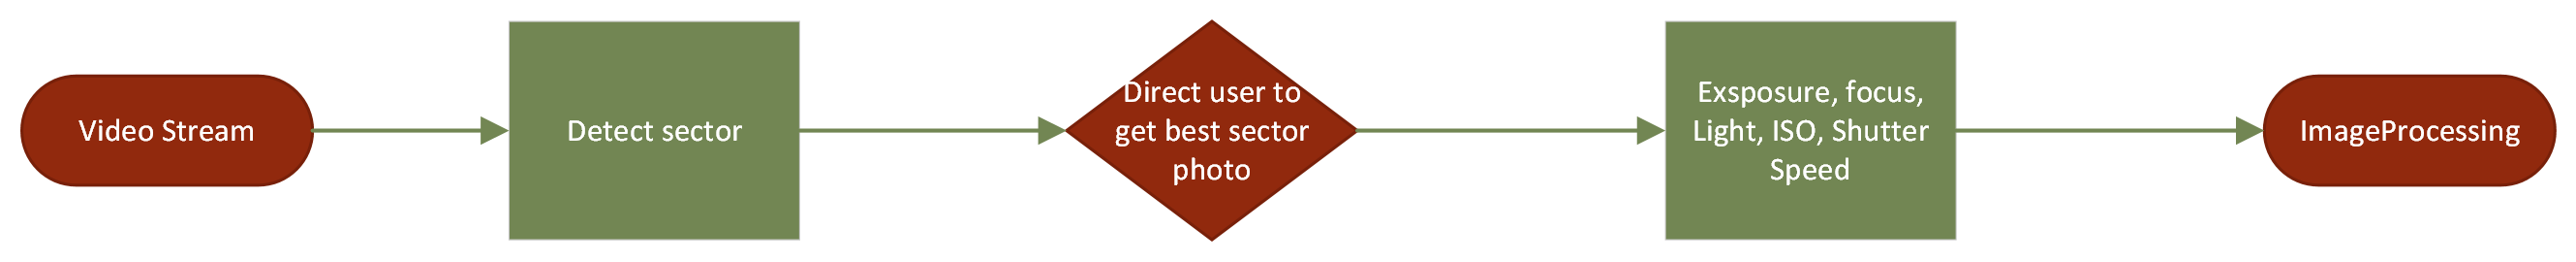 Video Stream
Detect sector
Direct user to
get best sector
photo
Exsposure, focus,
Light, ISO, Shutter
Speed
ImageProcessing